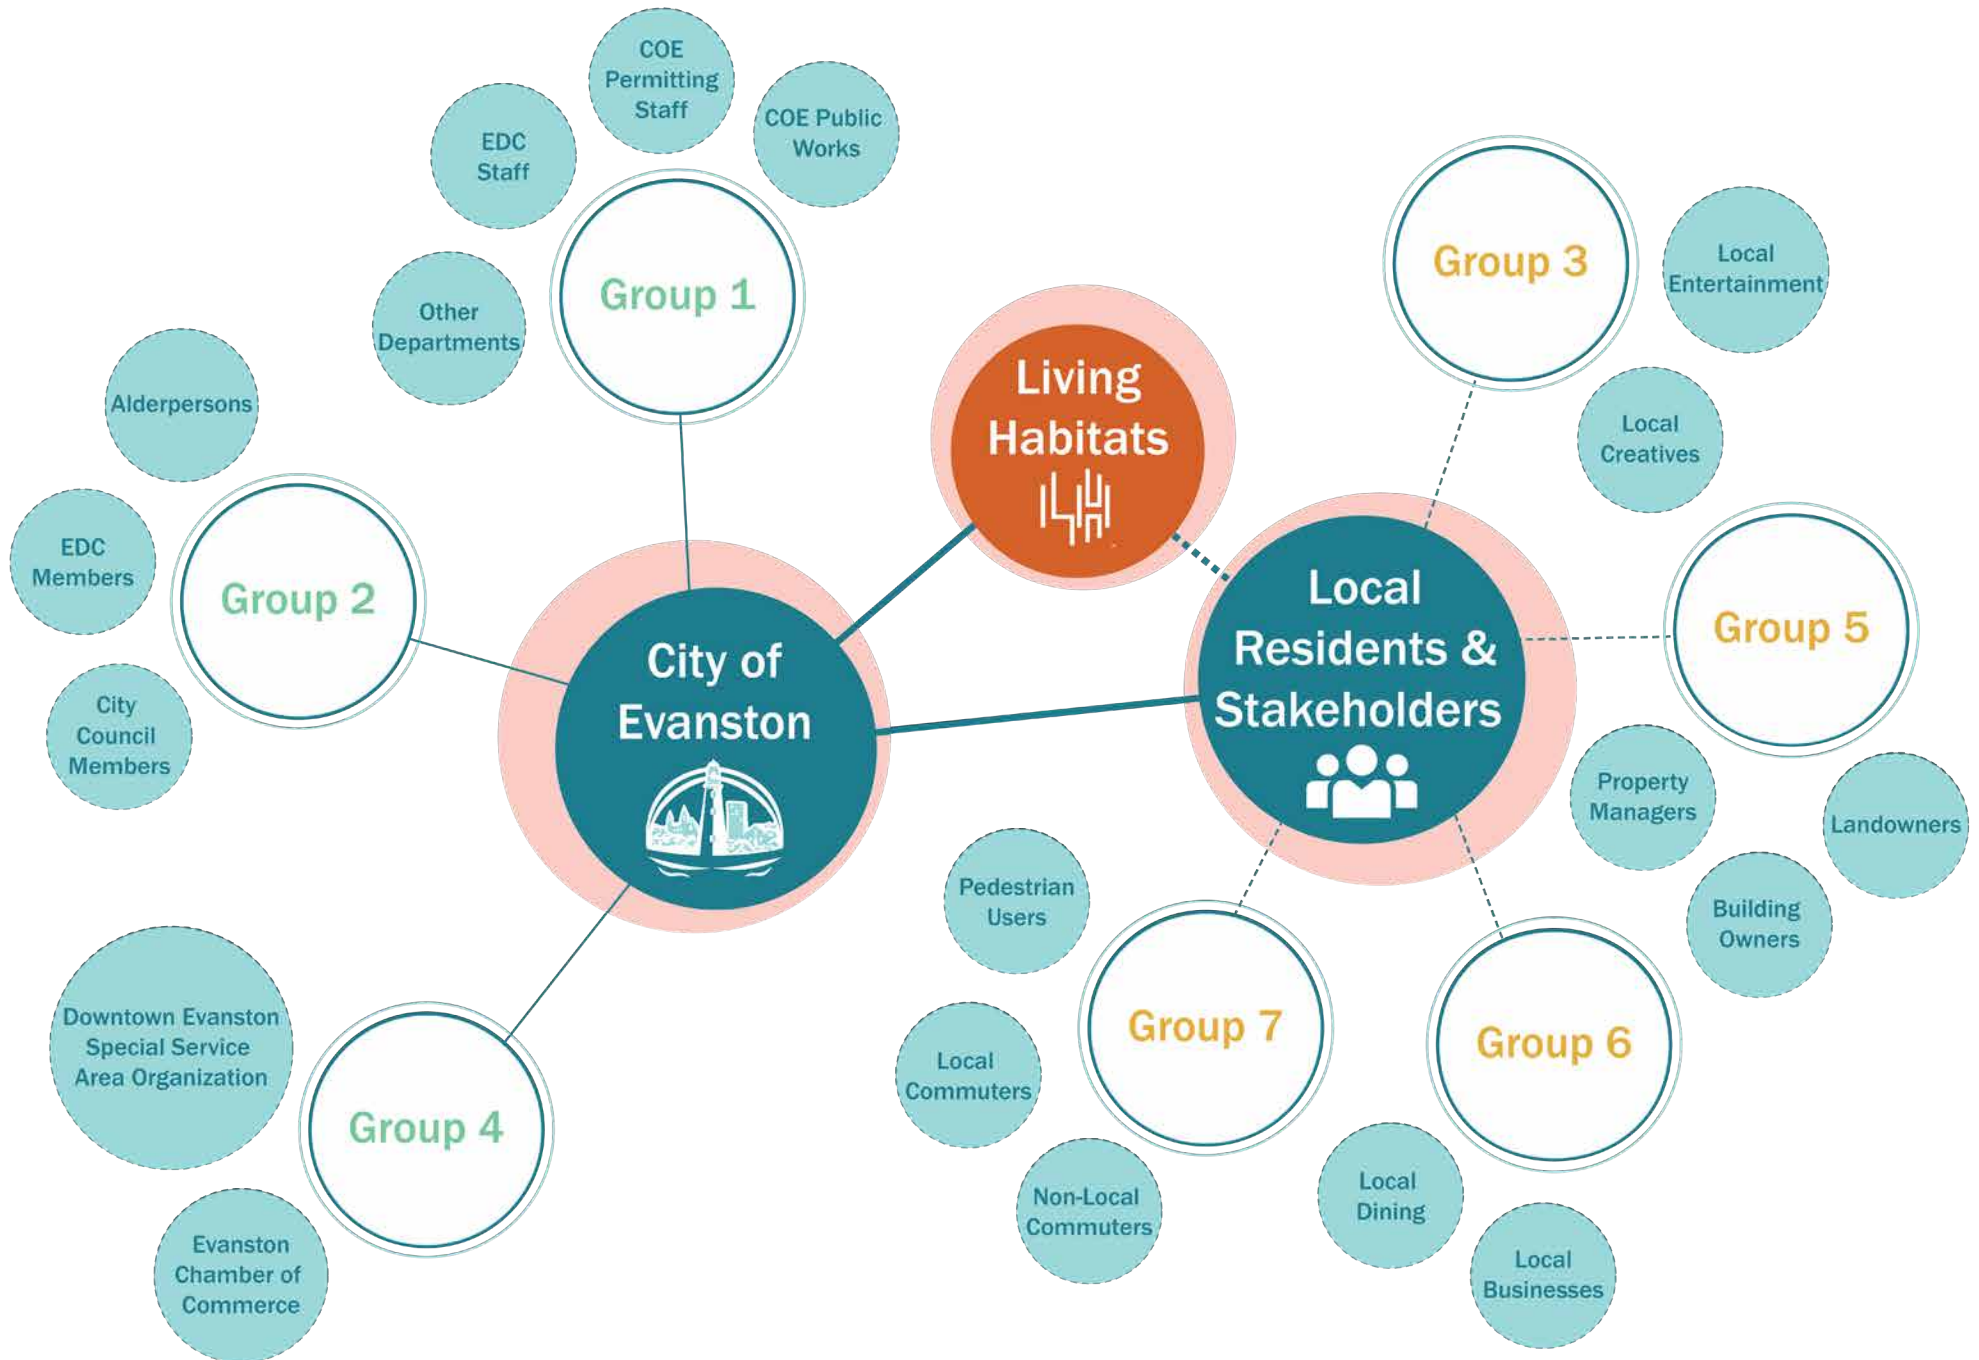 COE
Permitting
Staff
COE Public
Works
EDC
Staff
Other
Departments
Group 1
Alderpersons
EDC
Members
City
Council
Members
Group 2
Living
Habitats
City of
Evanston
Local
Residents &
Stakeholders
Group 3
Local
Entertainment
Local
Creatives
Group 5
Property
Managers
Landowners
Building
Owners
Downtown Evanston
Special Service
Area Organization
Evanston
Chamber of
Commerce
Group 4
Pedestrian
Users
Local
Commuters
Non-Local
Commuters
Group 7
Group 6
Local
Dining
Local
Businesses